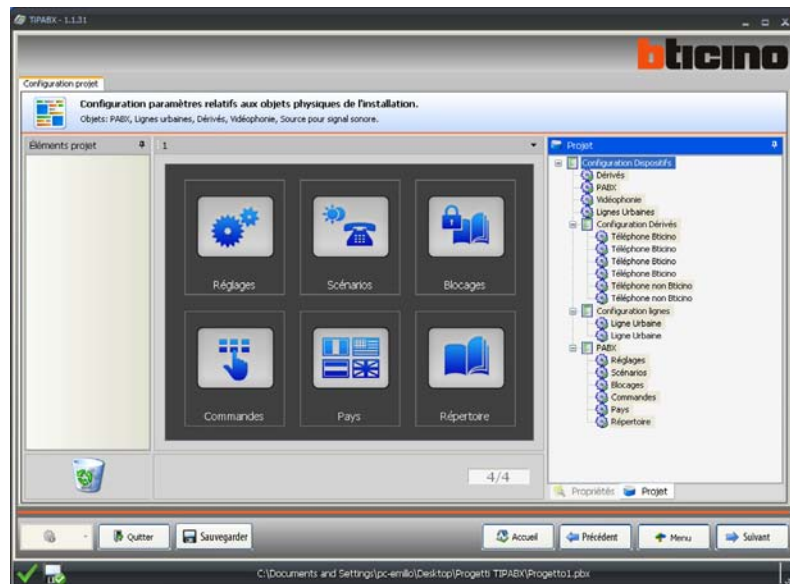 TiPABX - 1.1.31
bticino
Configuration projet
Configuration paramètres relatifs aux objets physiques de l'installation.
Objets: PABX, Lignes urbaines, Dérivés, Vidéophonie, Source pour signal sonore.
Éléments projet
1
Réglages
Scénarios
Blocages
Commandes
Pays
Répertoire
4/4
Projet
Configuration Dispositifs
Dérivés
PABX
Vidéophonie
Lignes Urbaines
Configuration Dérivés
Téléphone Bticino
Téléphone Bticino
Téléphone Bticino
Téléphone Bticino
Téléphone non Bticino
Téléphone non Bticino
Configuration lignes
Ligne Urbaine
Ligne Urbaine
PABX
Réglages
Scénarios
Blocages
Commandes
Pays
Répertoire
Propriétés
Projet
Quitter
Sauvegarder
Accueil
Précédent
Menu
Suivant
C:\Documents and Settings\pc-emilio\Desktop\Progetti TIPABX\Progetto1.pbx